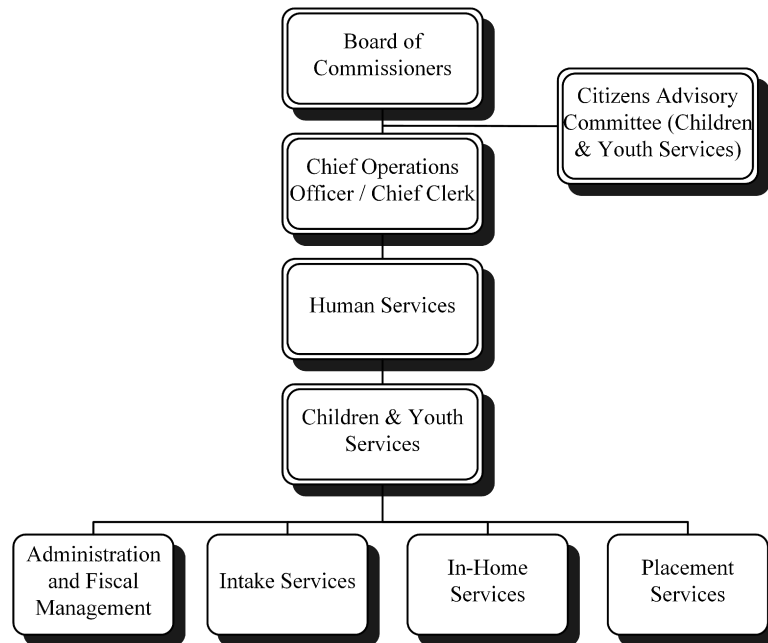 Board of
Commissioners
Citizens Advisory
Committee (Children
& Youth Services)
Chief Operations
Officer / Chief Clerk
Human Services
Children & Youth
Services
Administration
and Fiscal
Management
Intake Services
In-Home
Services
Placement
Services